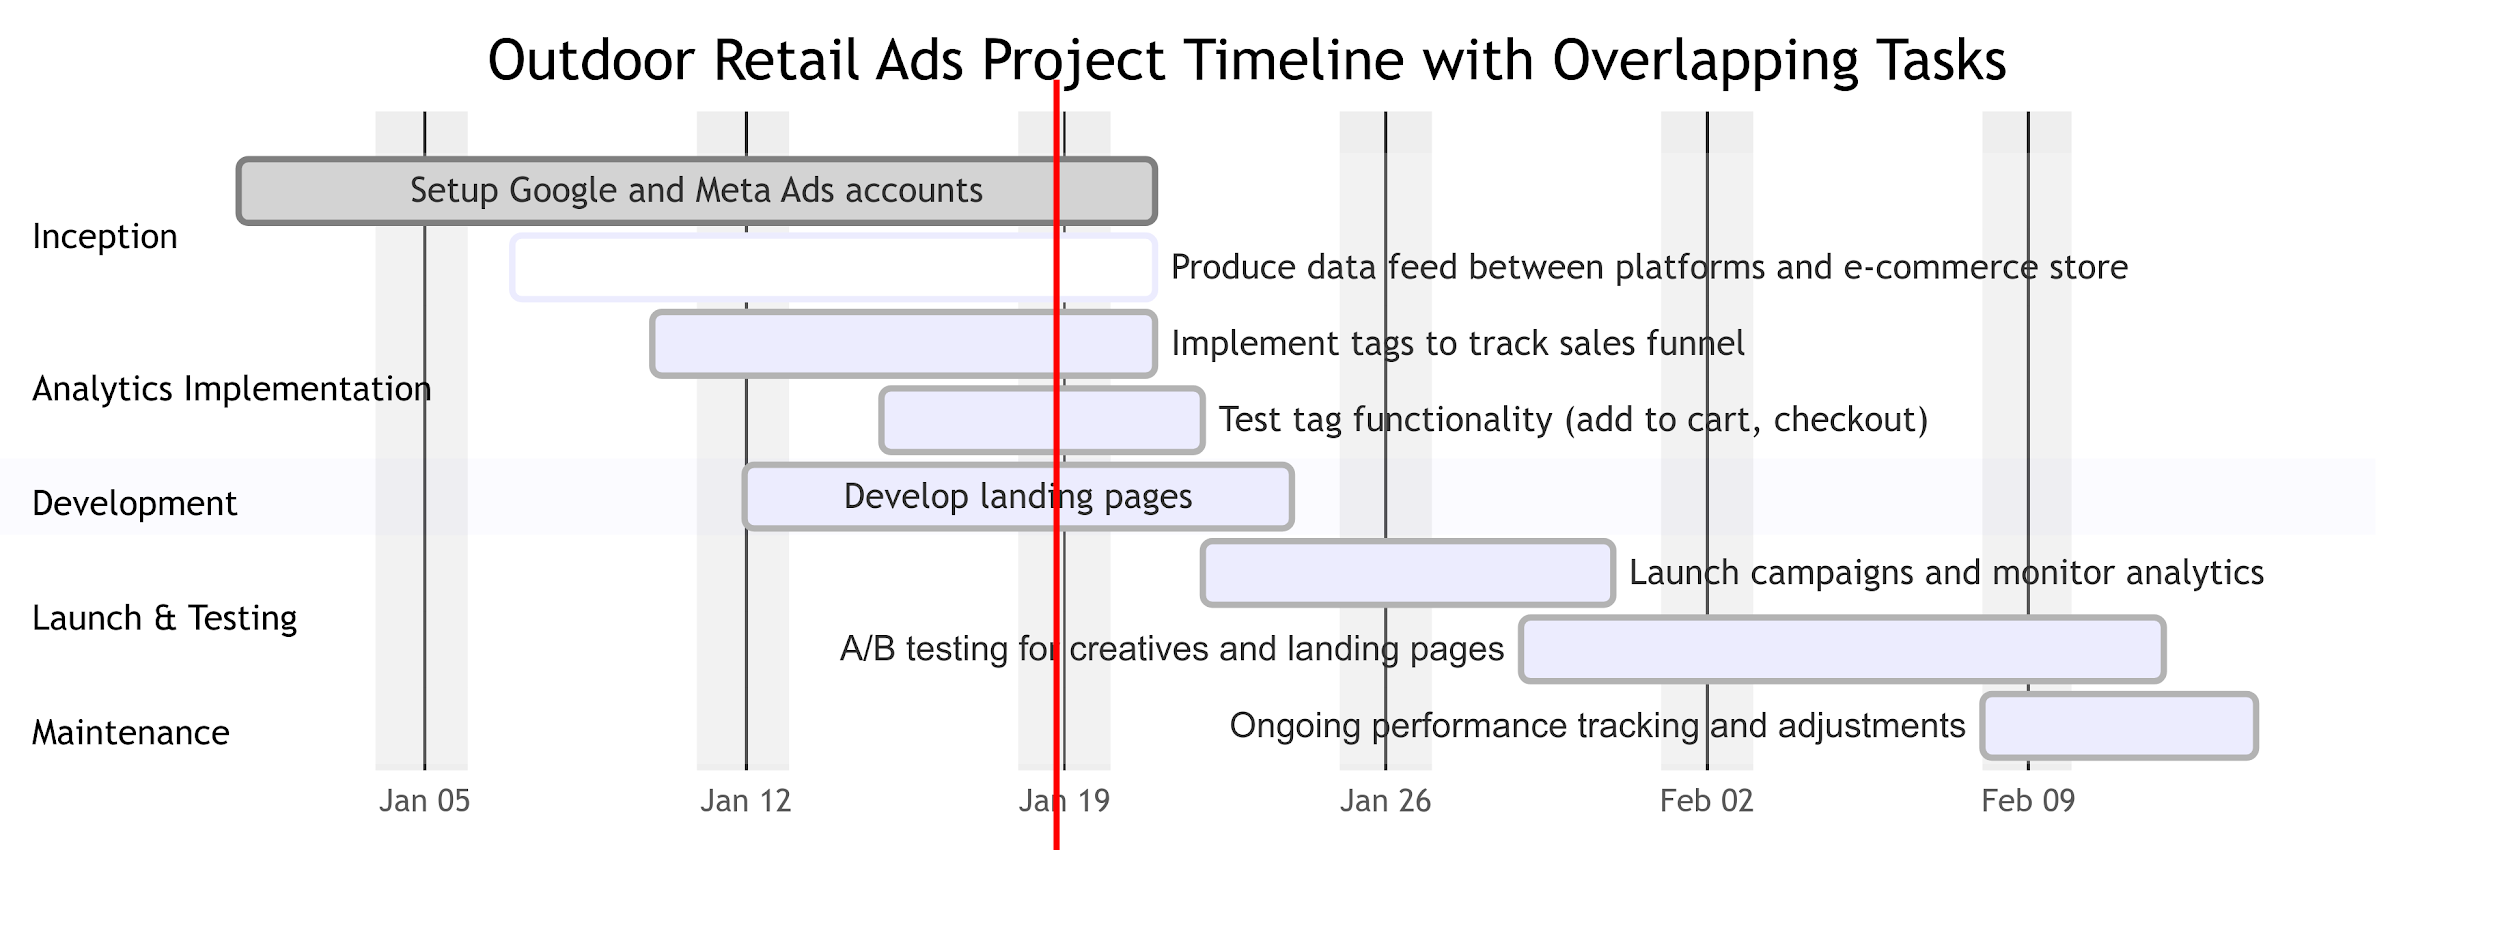 Outdoor Retail Ads Project Timeline with Overlapping Tasks
Setup Google and Meta Ads accounts
Inception
Produce data feed between platforms and e-commerce store
Implement tags to track sales funnel
Analytics Implementation
Test tag functionality (add to cart, checkout)
Development
Develop landing pages
Launch campaigns and monitor analytics
Launch & Testing
A/B testing for creatives and landing pages
Maintenance
Ongoing performance tracking and adjustments
Jan 05 Jan 12 Jan 19 Jan 26 Feb 02 Feb 09